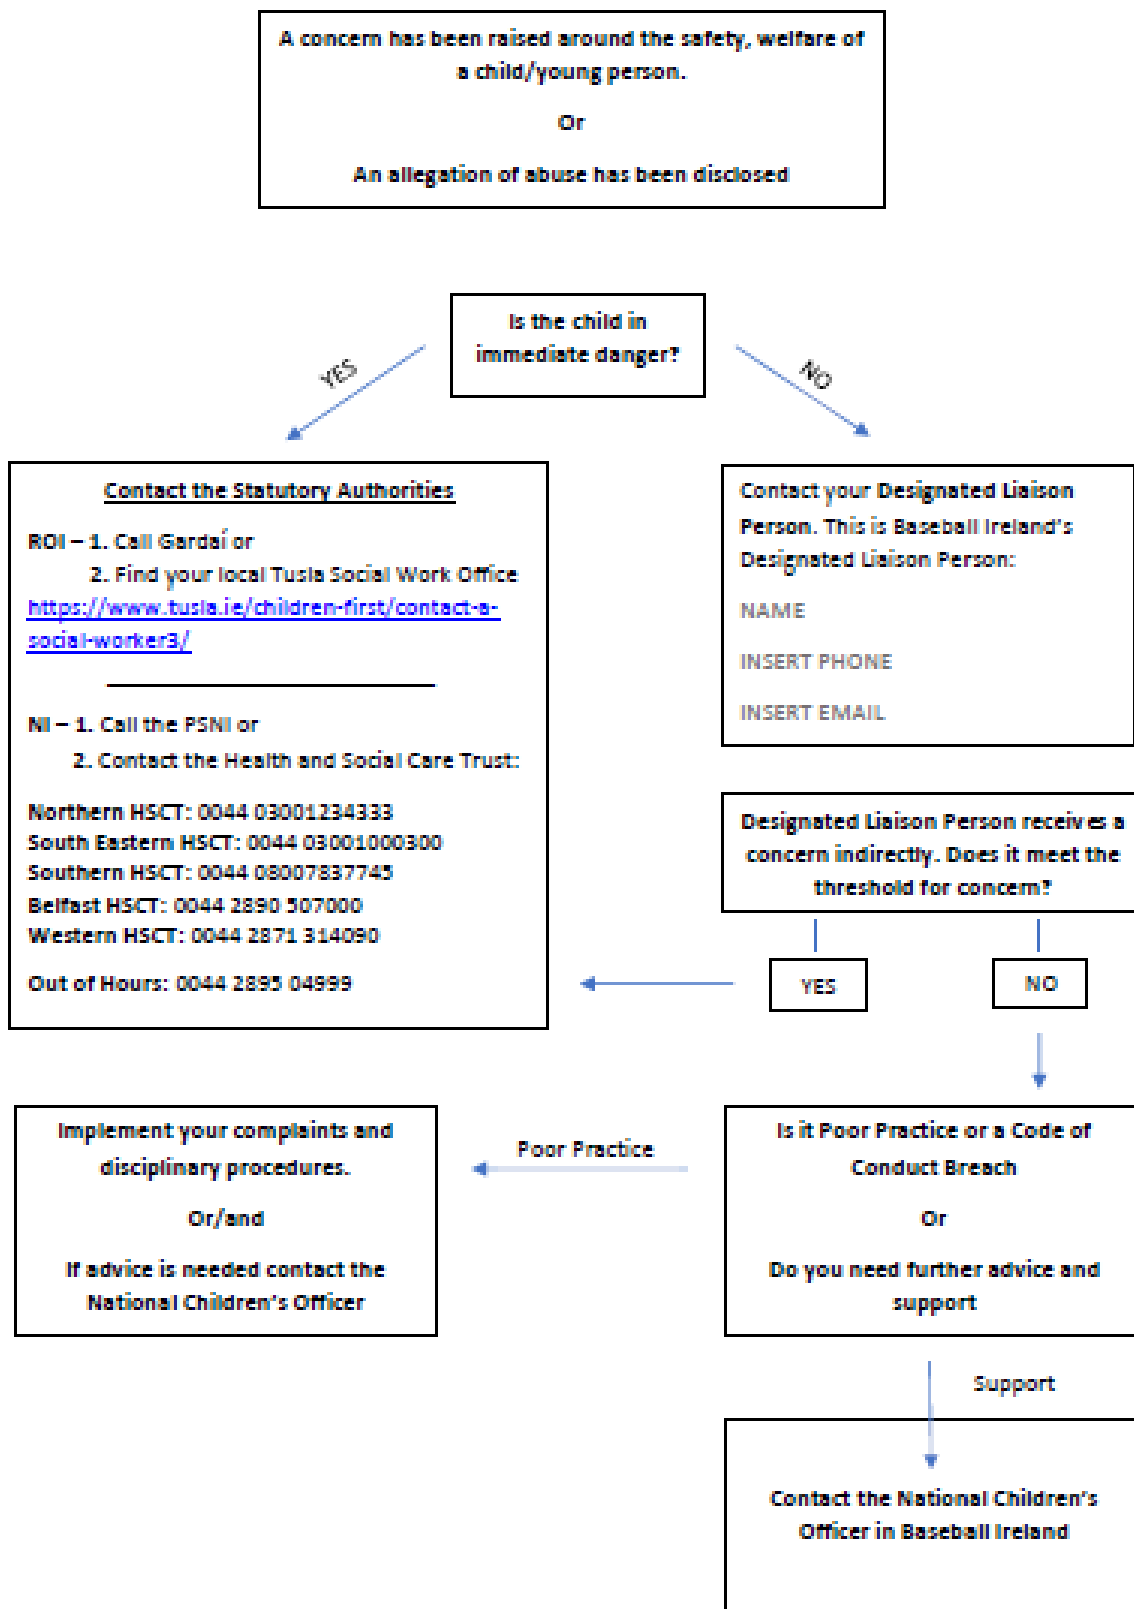 A concern has been raised around the safety, welfare of
a child/young person.
Or
An allegation of abuse has been disclosed
Is the child in
immediate danger?
YES
NO
Contact the Statutory Authorities
ROI – 1. Call Gardaí or
2. Find your local Tusla Social Work Office
https://www.tusla.ie/children-first/contact-a-
social-worker3/
NI – 1. Call the PSNI or
2. Contact the Health and Social Care Trust:
Northern HSCT: 0044 03001234333
South Eastern HSCT: 0044 03001000300
Southern HSCT: 0044 08007837745
Belfast HSCT: 0044 2890 507000
Western HSCT: 0044 2871 314090
Out of Hours: 0044 2895 04999
Contact your Designated Liaison
Person. This is Baseball Ireland's
Designated Liaison Person:
NAME
INSERT PHONE
INSERT EMAIL
Designated Liaison Person receives a
concern indirectly. Does it meet the
threshold for concern?
YES
NO
Implement your complaints and
disciplinary procedures.
Or/and
If advice is needed contact the
National Children's Officer
Poor Practice
Is it Poor Practice or a Code of
Conduct Breach
Or
Do you need further advice and
support
Support
Contact the National Children's
Officer in Baseball Ireland